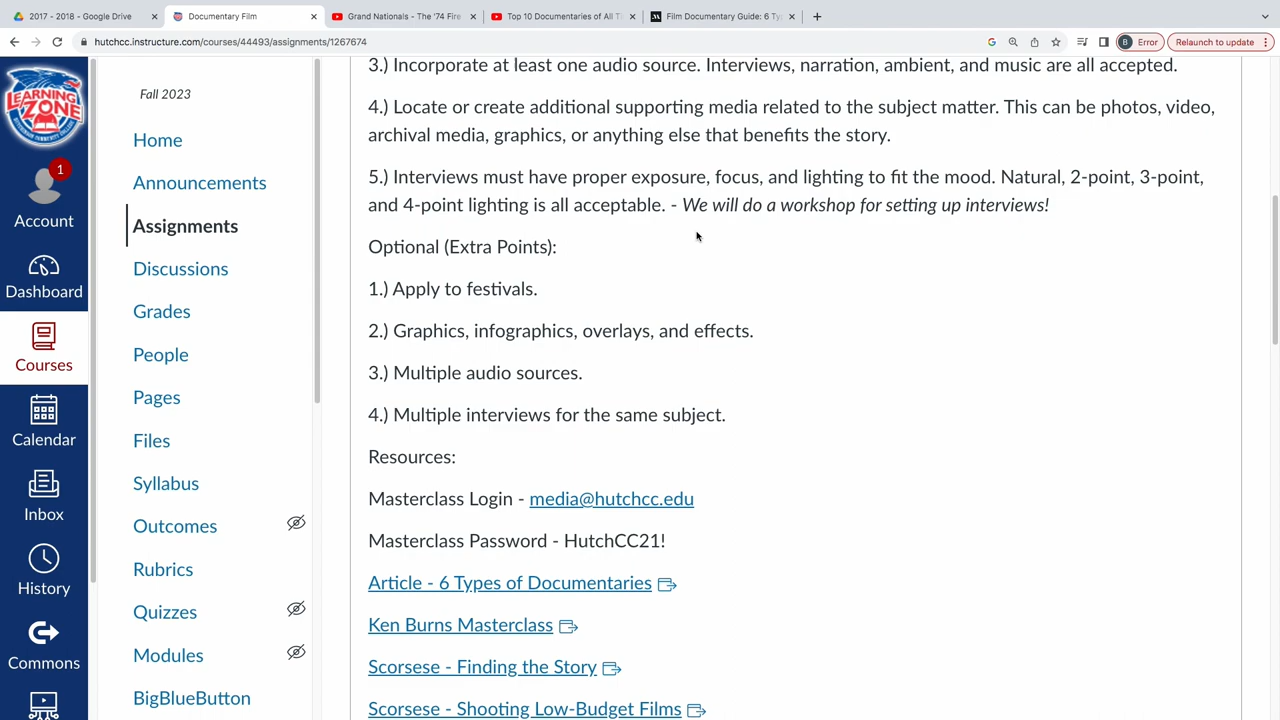 2017 - 2018 - Google Drive
Documentary Film
Grand Nationals - The '74 Fire
Top 10 Documentaries of All Ti
Film Documentary Guide: 6 Ty
hutchcc.instructure.com/courses/44493/assignments/1267674
B Error
Relaunch to update
LEARNING
ZONE
1
Account
Dashboard
Courses
Calendar
Inbox
History
Commons
Fall 2023
Home
Announcements
Assignments
Discussions
Grades
People
Pages
Files
Syllabus
Outcomes
Rubrics
Quizzes
Modules
BigBlueButton
3.) Incorporate at least one audio source. Interviews, narration, ambient, and music are all accepted.
4.) Locate or create additional supporting media related to the subject matter. This can be photos, video,
archival media, graphics, or anything else that benefits the story.
5.) Interviews must have proper exposure, focus, and lighting to fit the mood. Natural, 2-point, 3-point,
and 4-point lighting is all acceptable. - We will do a workshop for setting up interviews!
Optional (Extra Points):
1.) Apply to festivals.
2.) Graphics, infographics, overlays, and effects.
3.) Multiple audio sources.
4.) Multiple interviews for the same subject.
Resources:
Masterclass Login - media@hutchcc.edu
Masterclass Password - HutchCC21!
Article - 6 Types of Documentaries
Ken Burns Masterclass
Scorsese - Finding the Story
Scorsese - Shooting Low-Budget Films